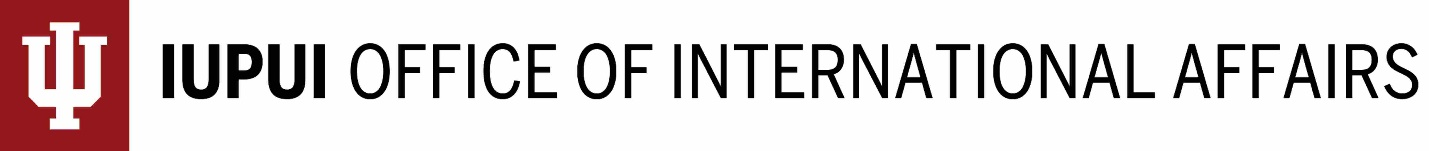 IUPUI OFFICE OF INTERNATIONAL AFFAIRS